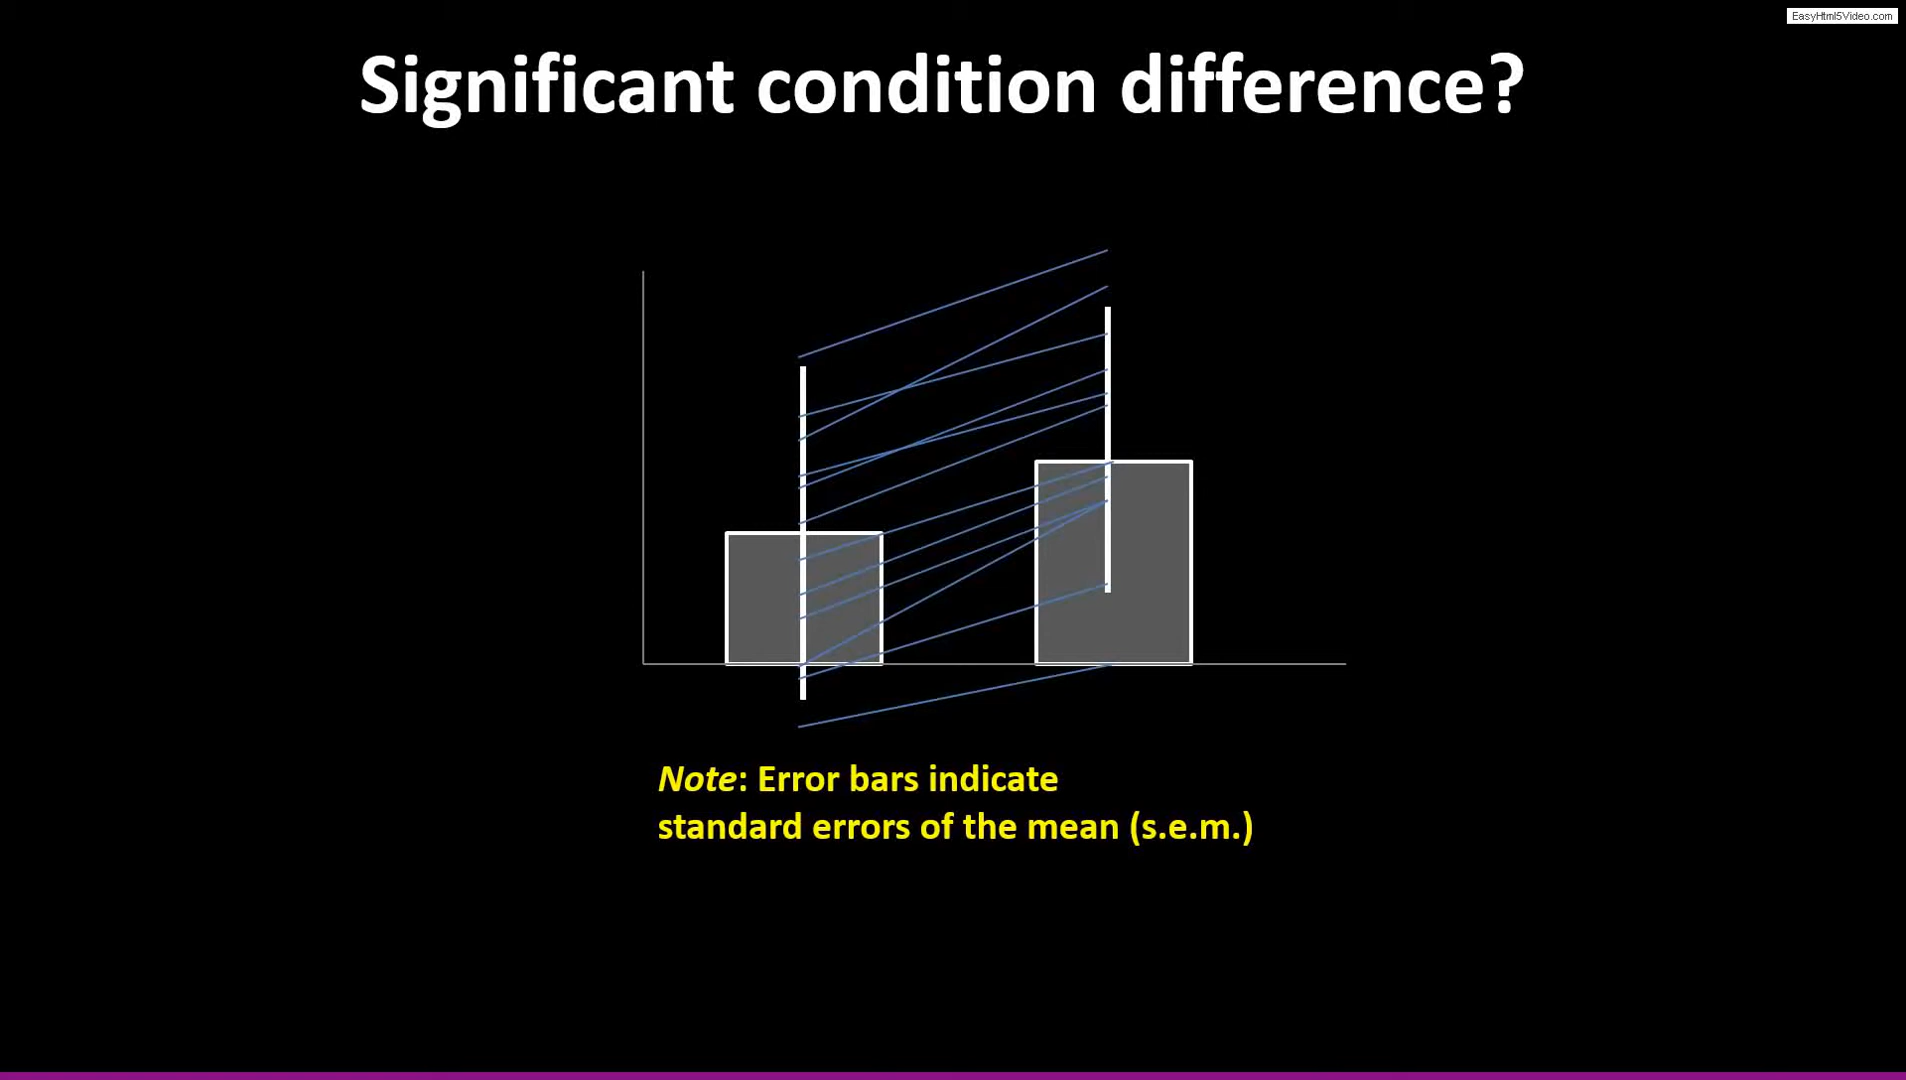 EasyHtml5Video.com
Significant condition difference?
Note: Error bars indicate
standard errors of the mean (s.e.m.)